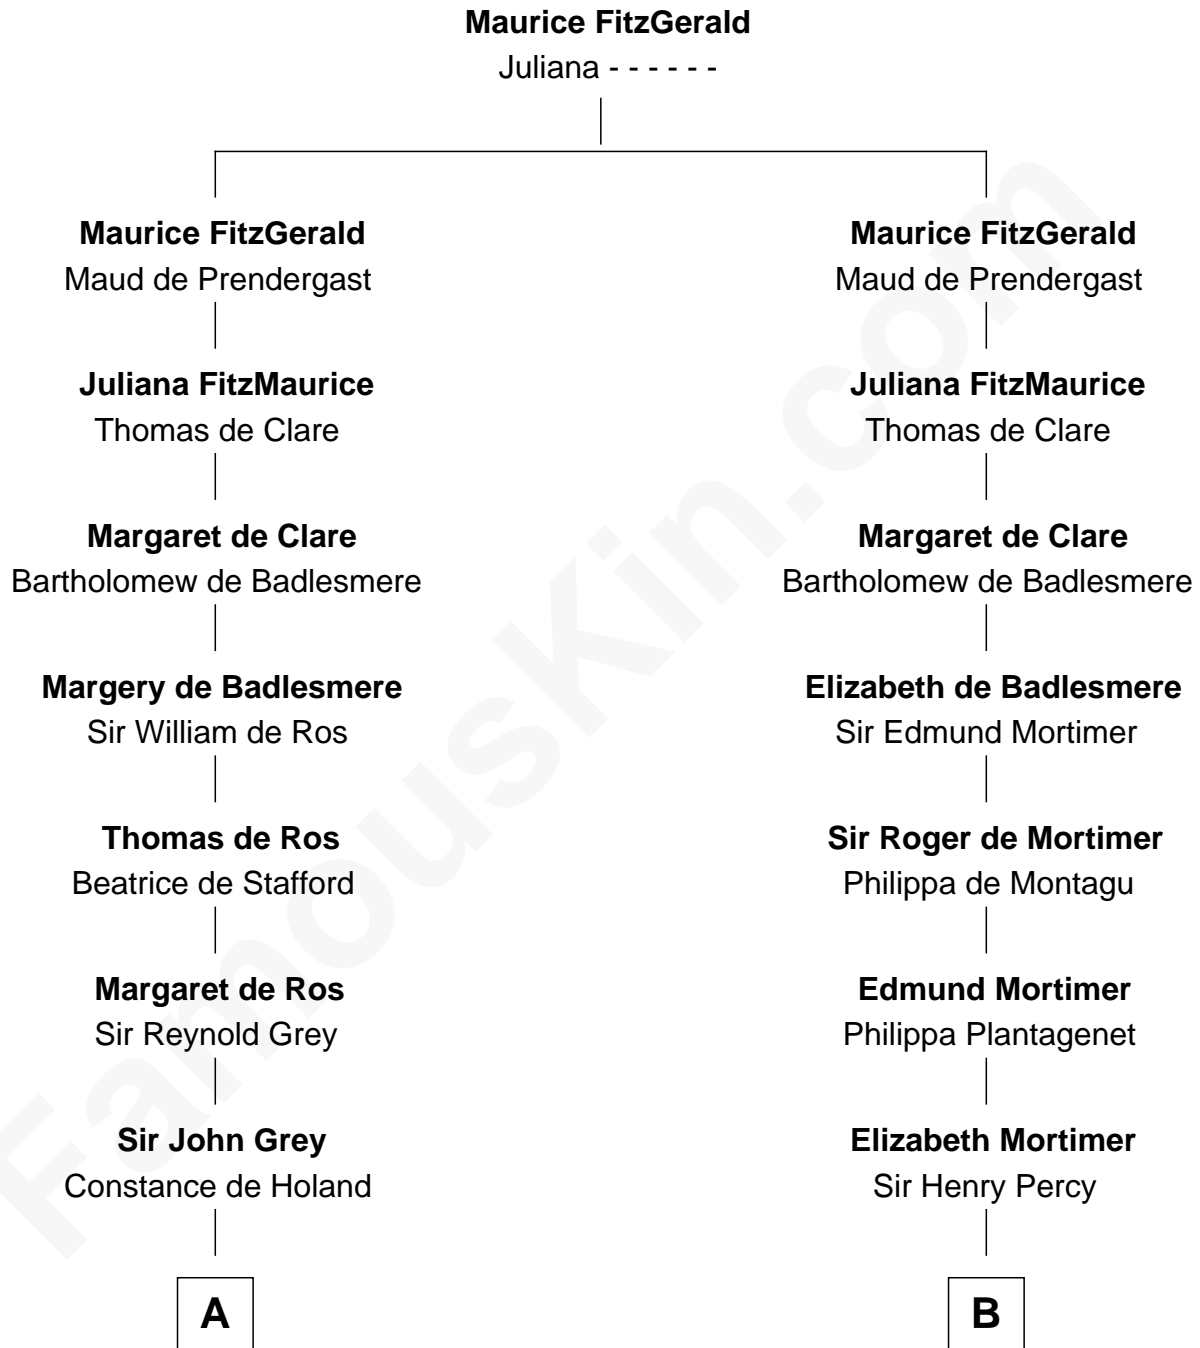 Maurice FitzGerald
Juliana - - - - - -
Maurice FitzGerald
Maud de Prendergast
Juliana FitzMaurice
Thomas de Clare
Margaret de Clare
Bartholomew de Badlesmere
Margery de Badlesmere
Sir William de Ros
Thomas de Ros
Beatrice de Stafford
Margaret de Ros
Sir Reynold Grey
Sir John Grey
Constance de Holand
A
Maurice FitzGerald
Maud de Prendergast
Juliana FitzMaurice
Thomas de Clare
Margaret de Clare
Bartholomew de Badlesmere
Elizabeth de Badlesmere
Sir Edmund Mortimer
Sir Roger de Mortimer
Philippa de Montagu
Edmund Mortimer
Philippa Plantagenet
Elizabeth Mortimer
Sir Henry Percy
B
FamousKin.com